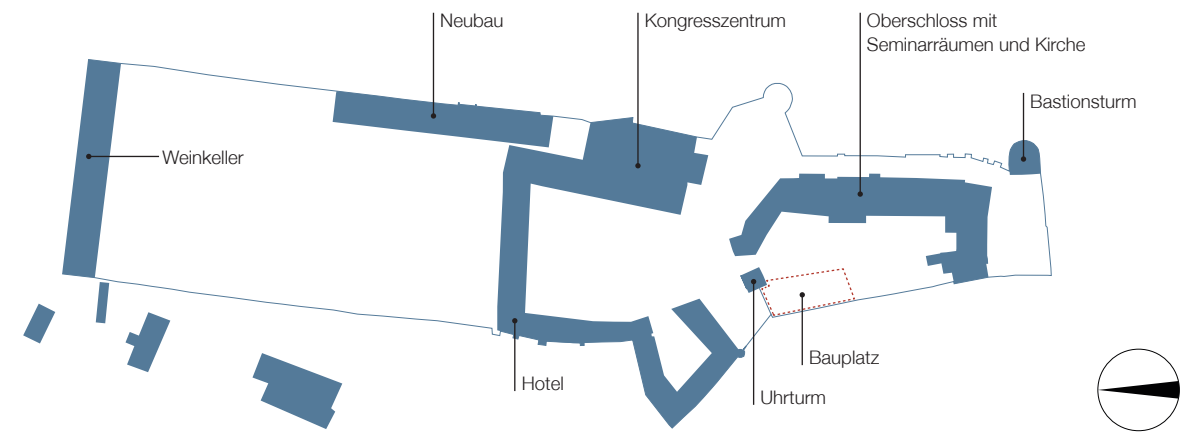 Neubau
Kongresszentrum
Oberschloss mit
Seminarräumen und Kirche
Bastionsturm
Weinkeller
Bauplatz
Hotel
Uhrturm